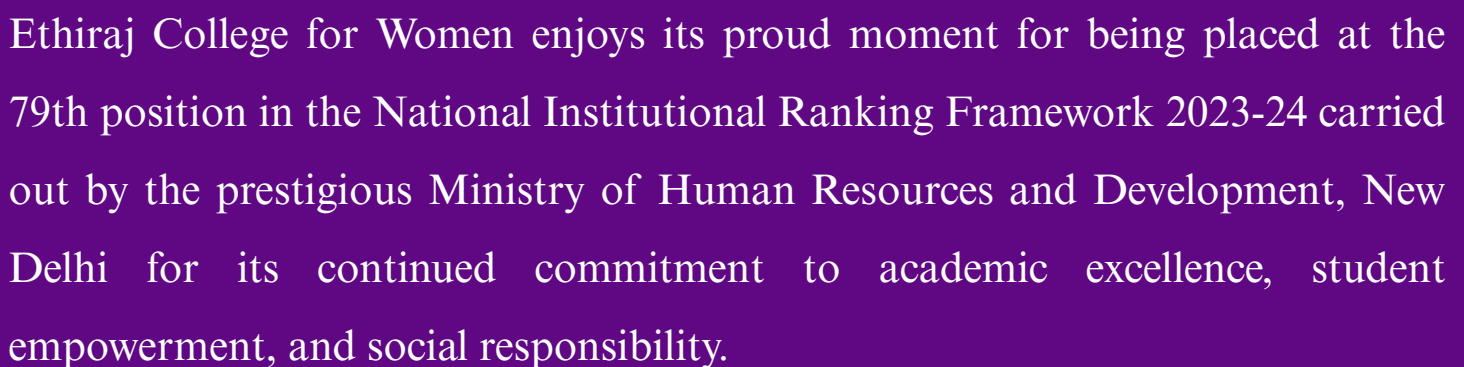 Ethiraj College for Women enjoys its proud moment for being placed at the
79th position in the National Institutional Ranking Framework 2023-24 carried
out by the prestigious Ministry of Human Resources and Development, New
Delhi for its continued commitment to academic excellence, student
empowerment, and social responsibility.